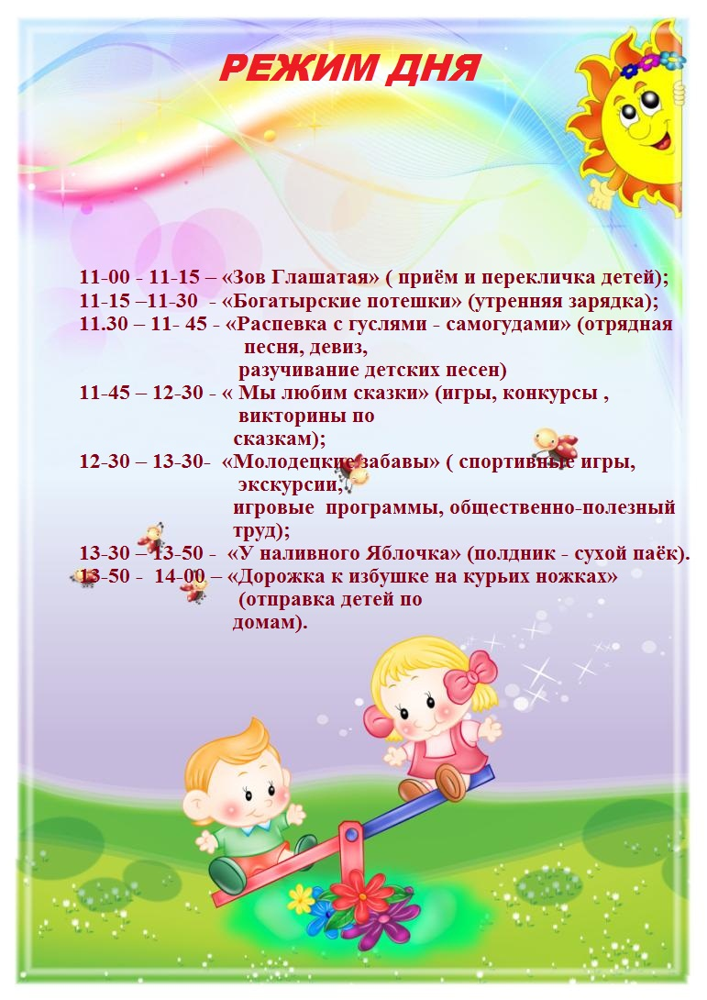 РЕЖИМ ДНЯ
11-00 - 11-15 – «Зов Глашатая» ( приём и перекличка детей);
11-15 –11-30  - «Богатырские потешки» (утренняя зарядка);
11.30 – 11- 45 - «Распевка с гуслями - самогудами» (отрядная
песня, девиз,
разучивание детских песен)
11-45 – 12-30 - « Мы любим сказки» (игры, конкурсы ,
викторины по
сказкам);
12-30 – 13-30-  «Молодецкие забавы» ( спортивные игры,
экскурсии,
игровые  программы, общественно-полезный
труд);
13-30 – 13-50 -  «У наливного Яблочка» (полдник - сухой паёк).
13-50 -  14-00 – «Дорожка к избушке на курьих ножках»
(отправка детей по
домам).